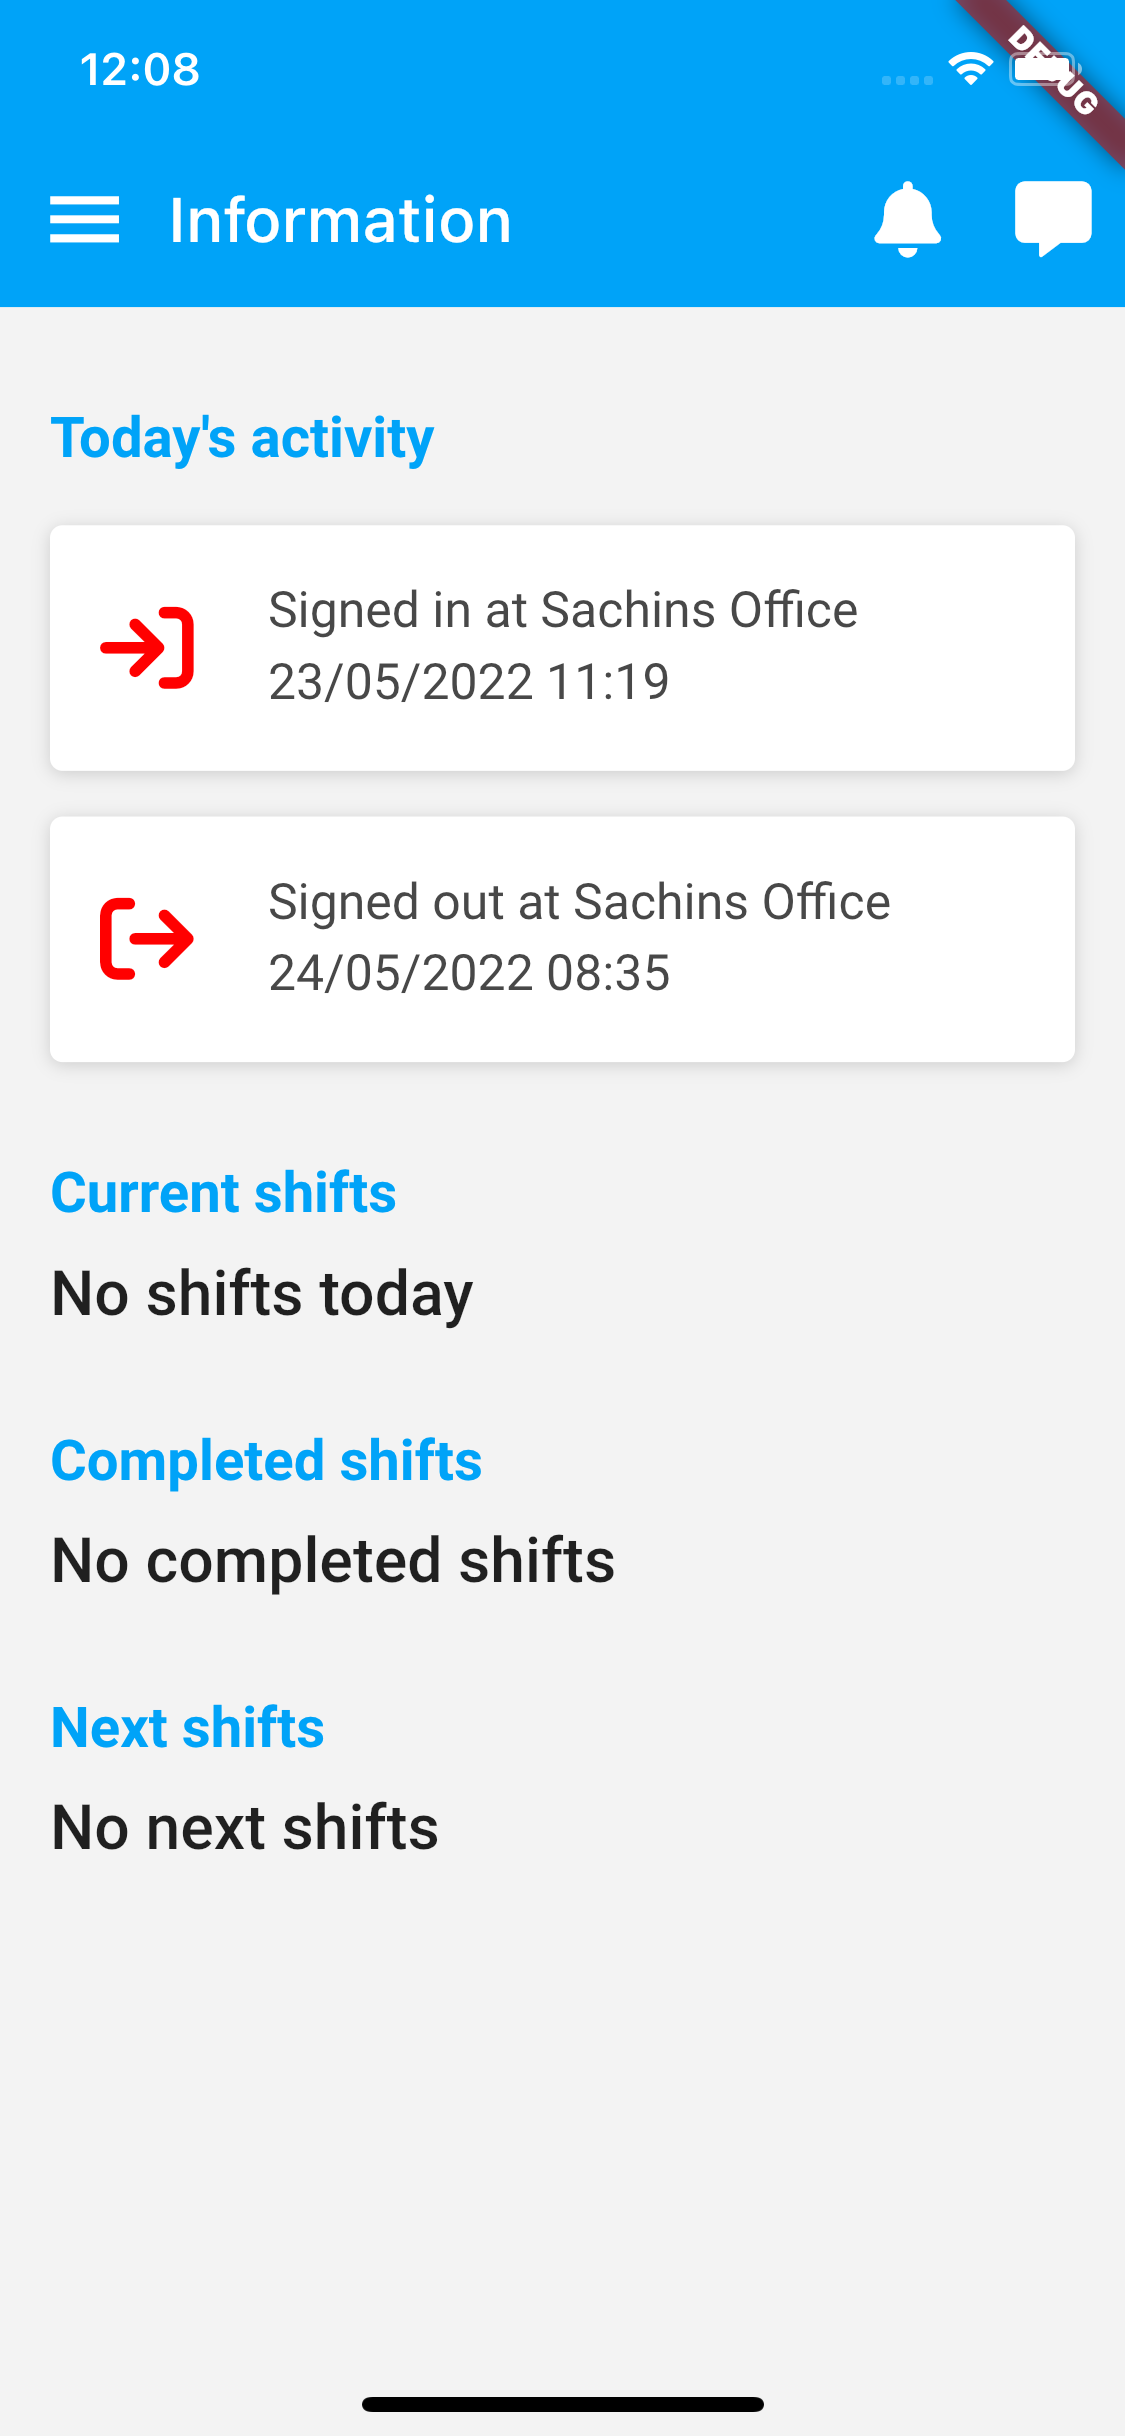 12:08
DEBUG
Information
Today's activity
Signed in at Sachins Office
23/05/2022 11:19
Signed out at Sachins Office
24/05/2022 08:35
Current shifts
No shifts today
Completed shifts
No completed shifts
Next shifts
No next shifts